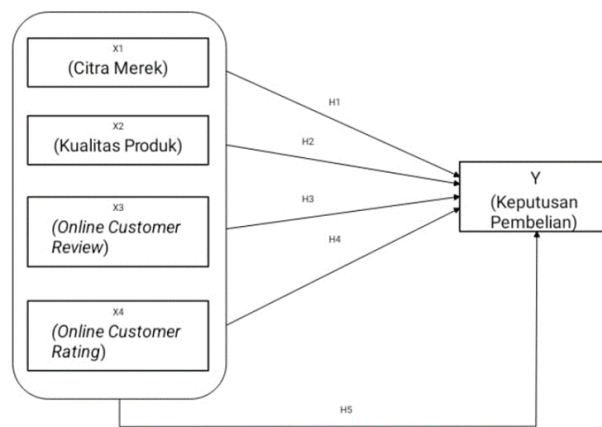 X1
(Citra Merek)
H1
X2
(Kualitas Produk)
H2
Y
(Keputusan
Pembelian)
X3
(Online Customer
Review)
H3
H4
X4
(Online Customer
Rating)
H5